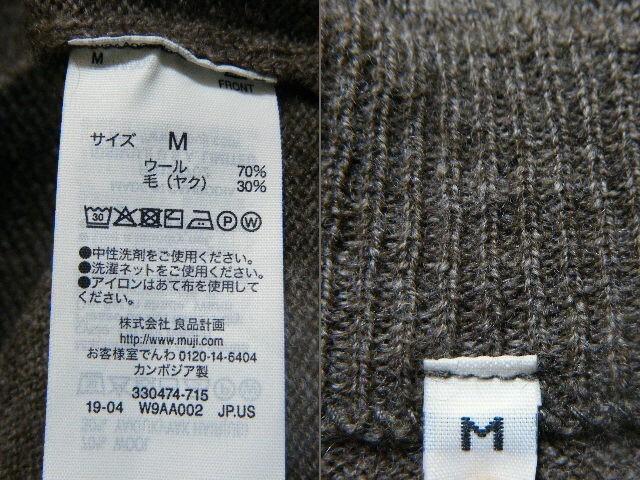 M
FRONT
サイズ M
ウール 70%
毛（ヤク） 30%
30 P W
●中性洗剤をご使用ください。
●洗濯ネットをご使用ください。
●アイロンはあて布を使用して
ください。
株式会社 良品計画
http://www.muji.com
お客様室でんわ 0120-14-6404
カンボジア製
330474-715
19-04 W9AA002 JP.US
M